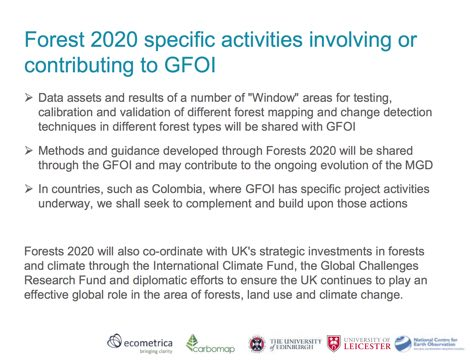 Forest 2020 specific activities involving or
contributing to GFOI
➢ Data assets and results of a number of "Window" areas for testing,
calibration and validation of different forest mapping and change detection
techniques in different forest types will be shared with GFOI
➢ Methods and guidance developed through Forests 2020 will be shared
through the GFOI and may contribute to the ongoing evolution of the MGD
➢ In countries, such as Colombia, where GFOI has specific project activities
underway, we shall seek to complement and build upon those actions
Forests 2020 will also co-ordinate with UK's strategic investments in forests
and climate through the International Climate Fund, the Global Challenges
Research Fund and diplomatic efforts to ensure the UK continues to play an
effective global role in the area of forests, land use and climate change.
ecometrica
bringing clarity
carbomap
THE UNIVERSITY
of EDINBURGH
UNIVERSITY OF
LEICESTER
National Centre for
Earth Observation